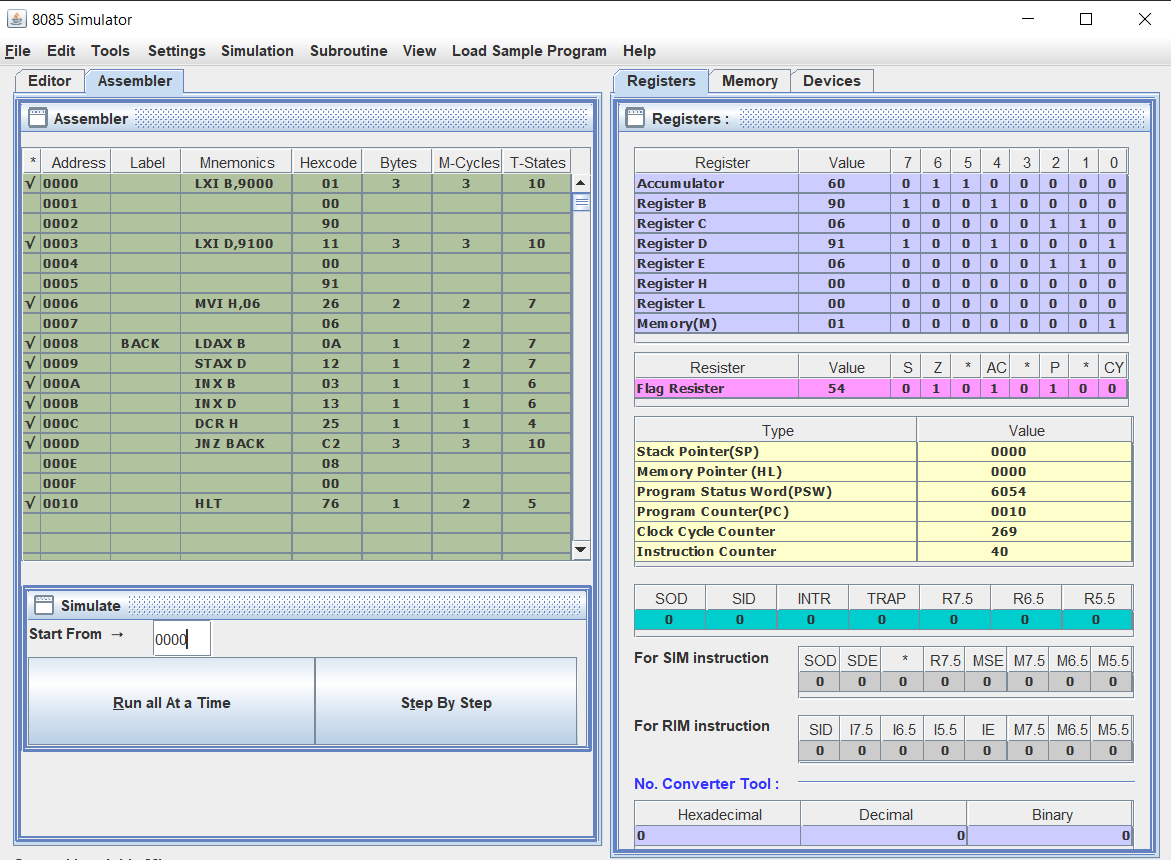 8085 Simulator
File Edit Tools Settings Simulation Subroutine View Load Sample Program Help
Editor Assembler
Assembler
* Address Label Mnemonics Hexcode Bytes M-Cycles T-States
√ 0000 LXI B,9000 01 3 3 10
0001 00
0002 90
√ 0003 LXI D,9100 11 3 3 10
0004 00
0005 91
√ 0006 MVI H,06 26 2 2 7
0007 06
√ 0008 BACK LDAX B 0A 1 2 7
√ 0009 STAX D 12 1 2 7
√ 000A INX B 03 1 1 6
√ 000B INX D 13 1 1 6
√ 000C DCR H 25 1 1 4
√ 000D JNZ BACK C2 3 3 10
000E 08
000F 00
√ 0010 HLT 76 1 2 5
Simulate
Start From → 0000
Run all At a Time Step By Step
Registers Memory Devices
Registers :
Register Value 7 6 5 4 3 2 1 0
Accumulator 60 0 1 1 0 0 0 0 0
Register B 90 1 0 0 1 0 0 0 0
Register C 06 0 0 0 0 0 1 1 0
Register D 91 1 0 0 1 0 0 0 1
Register E 06 0 0 0 0 0 1 1 0
Register H 00 0 0 0 0 0 0 0 0
Register L 00 0 0 0 0 0 0 0 0
Memory(M) 01 0 0 0 0 0 0 0 1
Resister Value S Z * AC * P * CY
Flag Resister 54 0 1 0 1 0 1 0 0
Type Value
Stack Pointer(SP) 0000
Memory Pointer (HL) 0000
Program Status Word(PSW) 6054
Program Counter(PC) 0010
Clock Cycle Counter 269
Instruction Counter 40
SOD SID INTR TRAP R7.5 R6.5 R5.5
0 0 0 0 0 0 0
For SIM instruction
SOD SDE * R7.5 MSE M7.5 M6.5 M5.5
0 0 0 0 0 0 0 0
For RIM instruction
SID I7.5 I6.5 I5.5 IE M7.5 M6.5 M5.5
0 0 0 0 0 0 0 0
No. Converter Tool :
Hexadecimal Decimal Binary
0 0 0